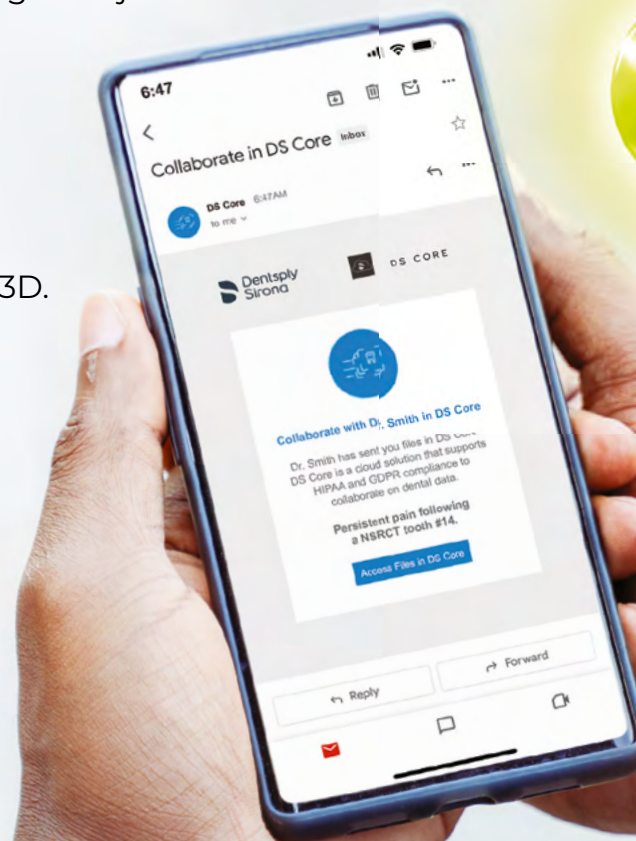 3D.
6:47
Collaborate in DS Core Inbox
DS Core 6:47AM
to me
Dentsply
Sirona
DS CORE
Collaborate with Dr. Smith in DS Core
Dr. Smith has sent you files in DS Core
DS Core is a cloud solution that supports
HIPAA and GDPR compliance to
collaborate on dental data.
Persistent pain following
a NSRCT tooth #14.
Access Files in DS Core
Reply
Forward